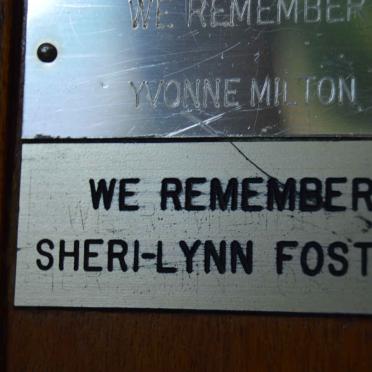 WE REMEMBER
YVONNE MILTON
WE REMEMBER
SHERI-LYNN FOST